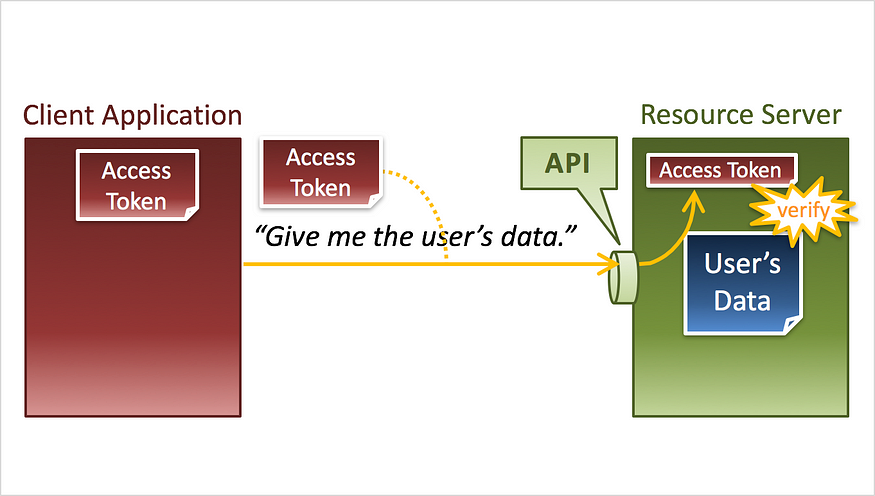 Client Application
Resource Server
Access
Token
Access
Token
API
Access Token
verify
“Give me the user’s data.”
User’s
Data